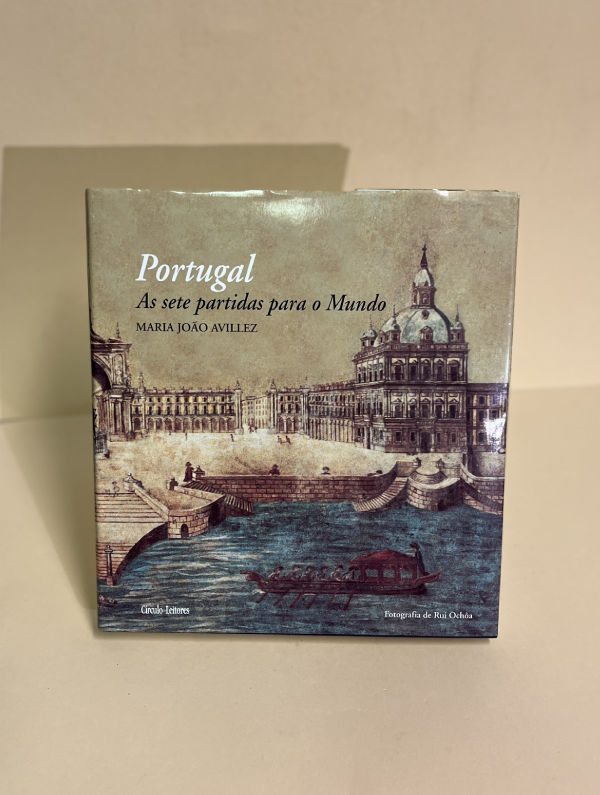 Portugal
As sete partidas para o Mundo
MARIA JOÃO AVILLEZ
Círculo Leitores
Fotografia de Rui Ochôa